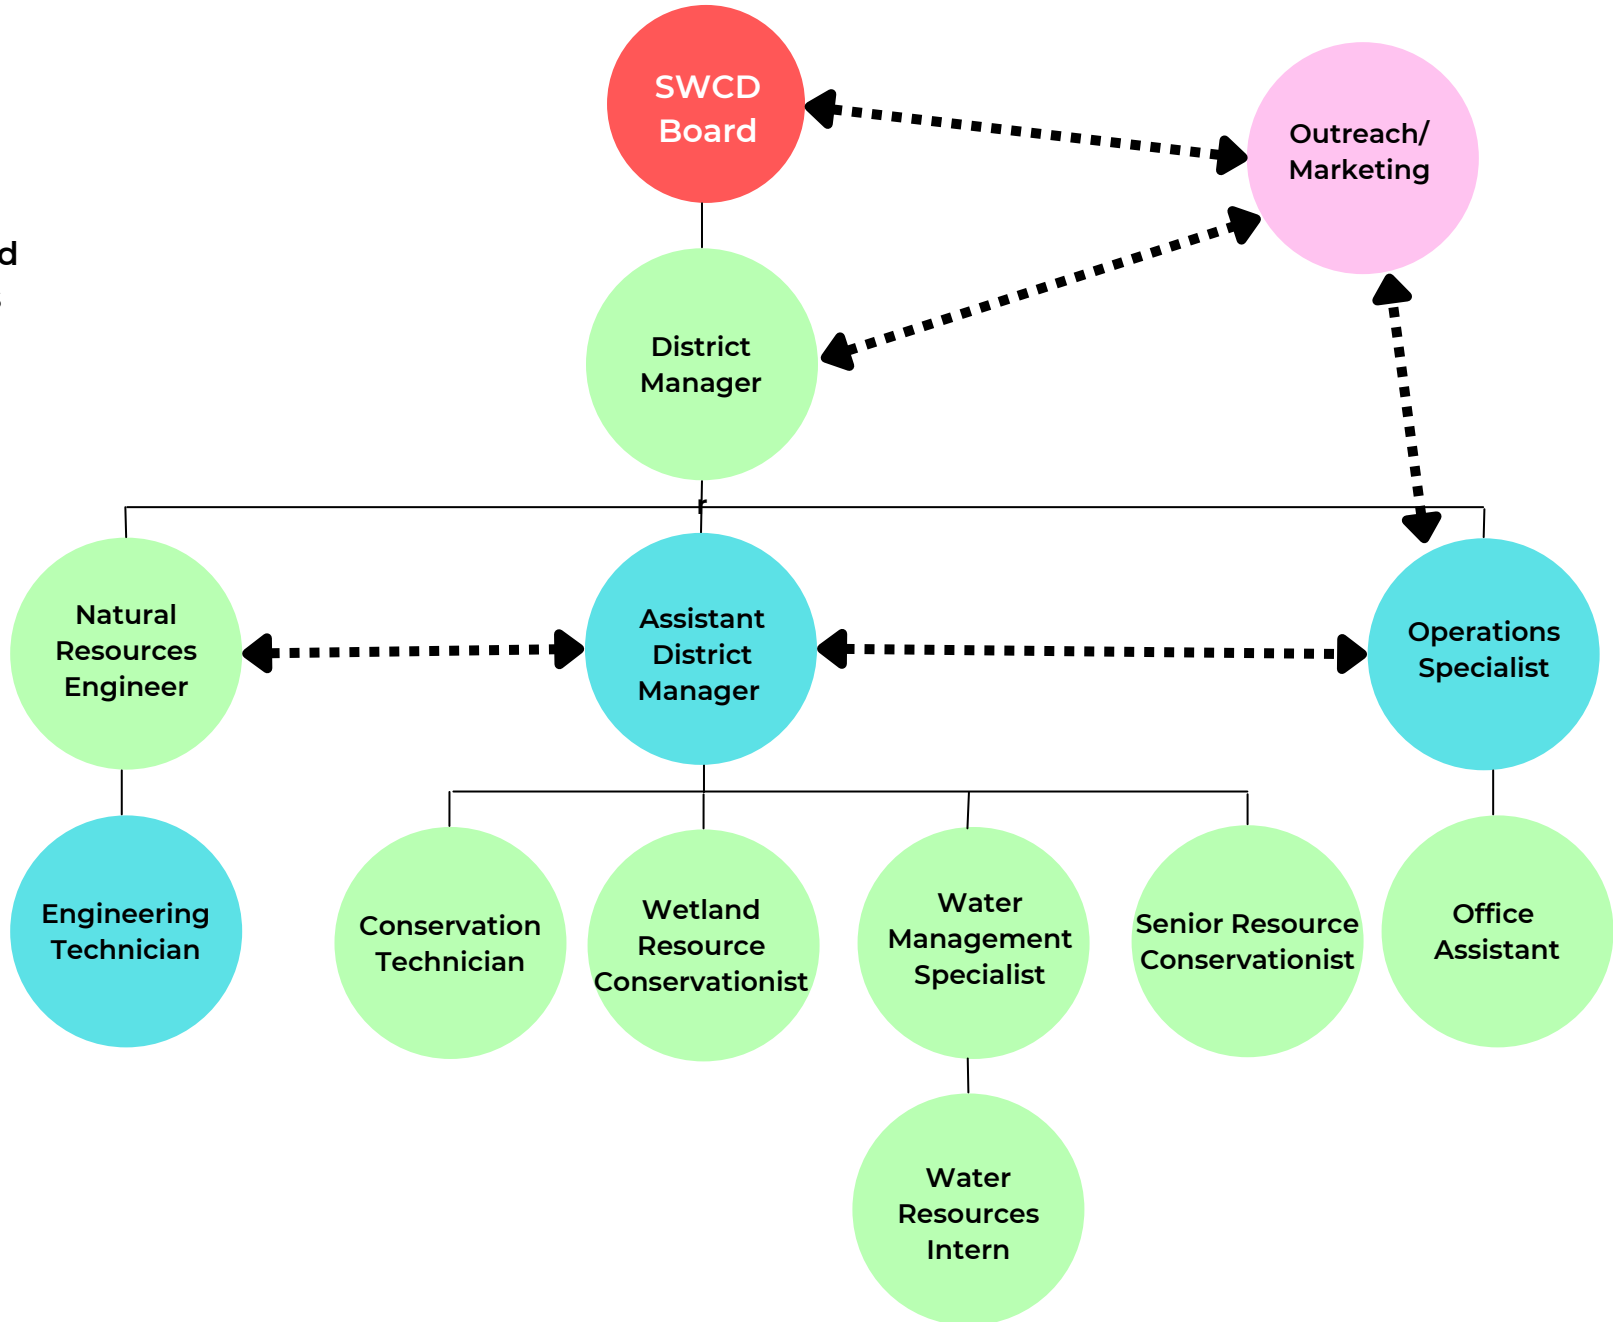 SWCD
Board
Outreach/
Marketing
d
District
Manager
r
Natural
Resources
Engineer
Assistant
District
Manager
Operations
Specialist
Engineering
Technician
Conservation
Technician
Wetland
Resource
Conservationist
Water
Management
Specialist
Senior Resource
Conservationist
Office
Assistant
Water
Resources
Intern